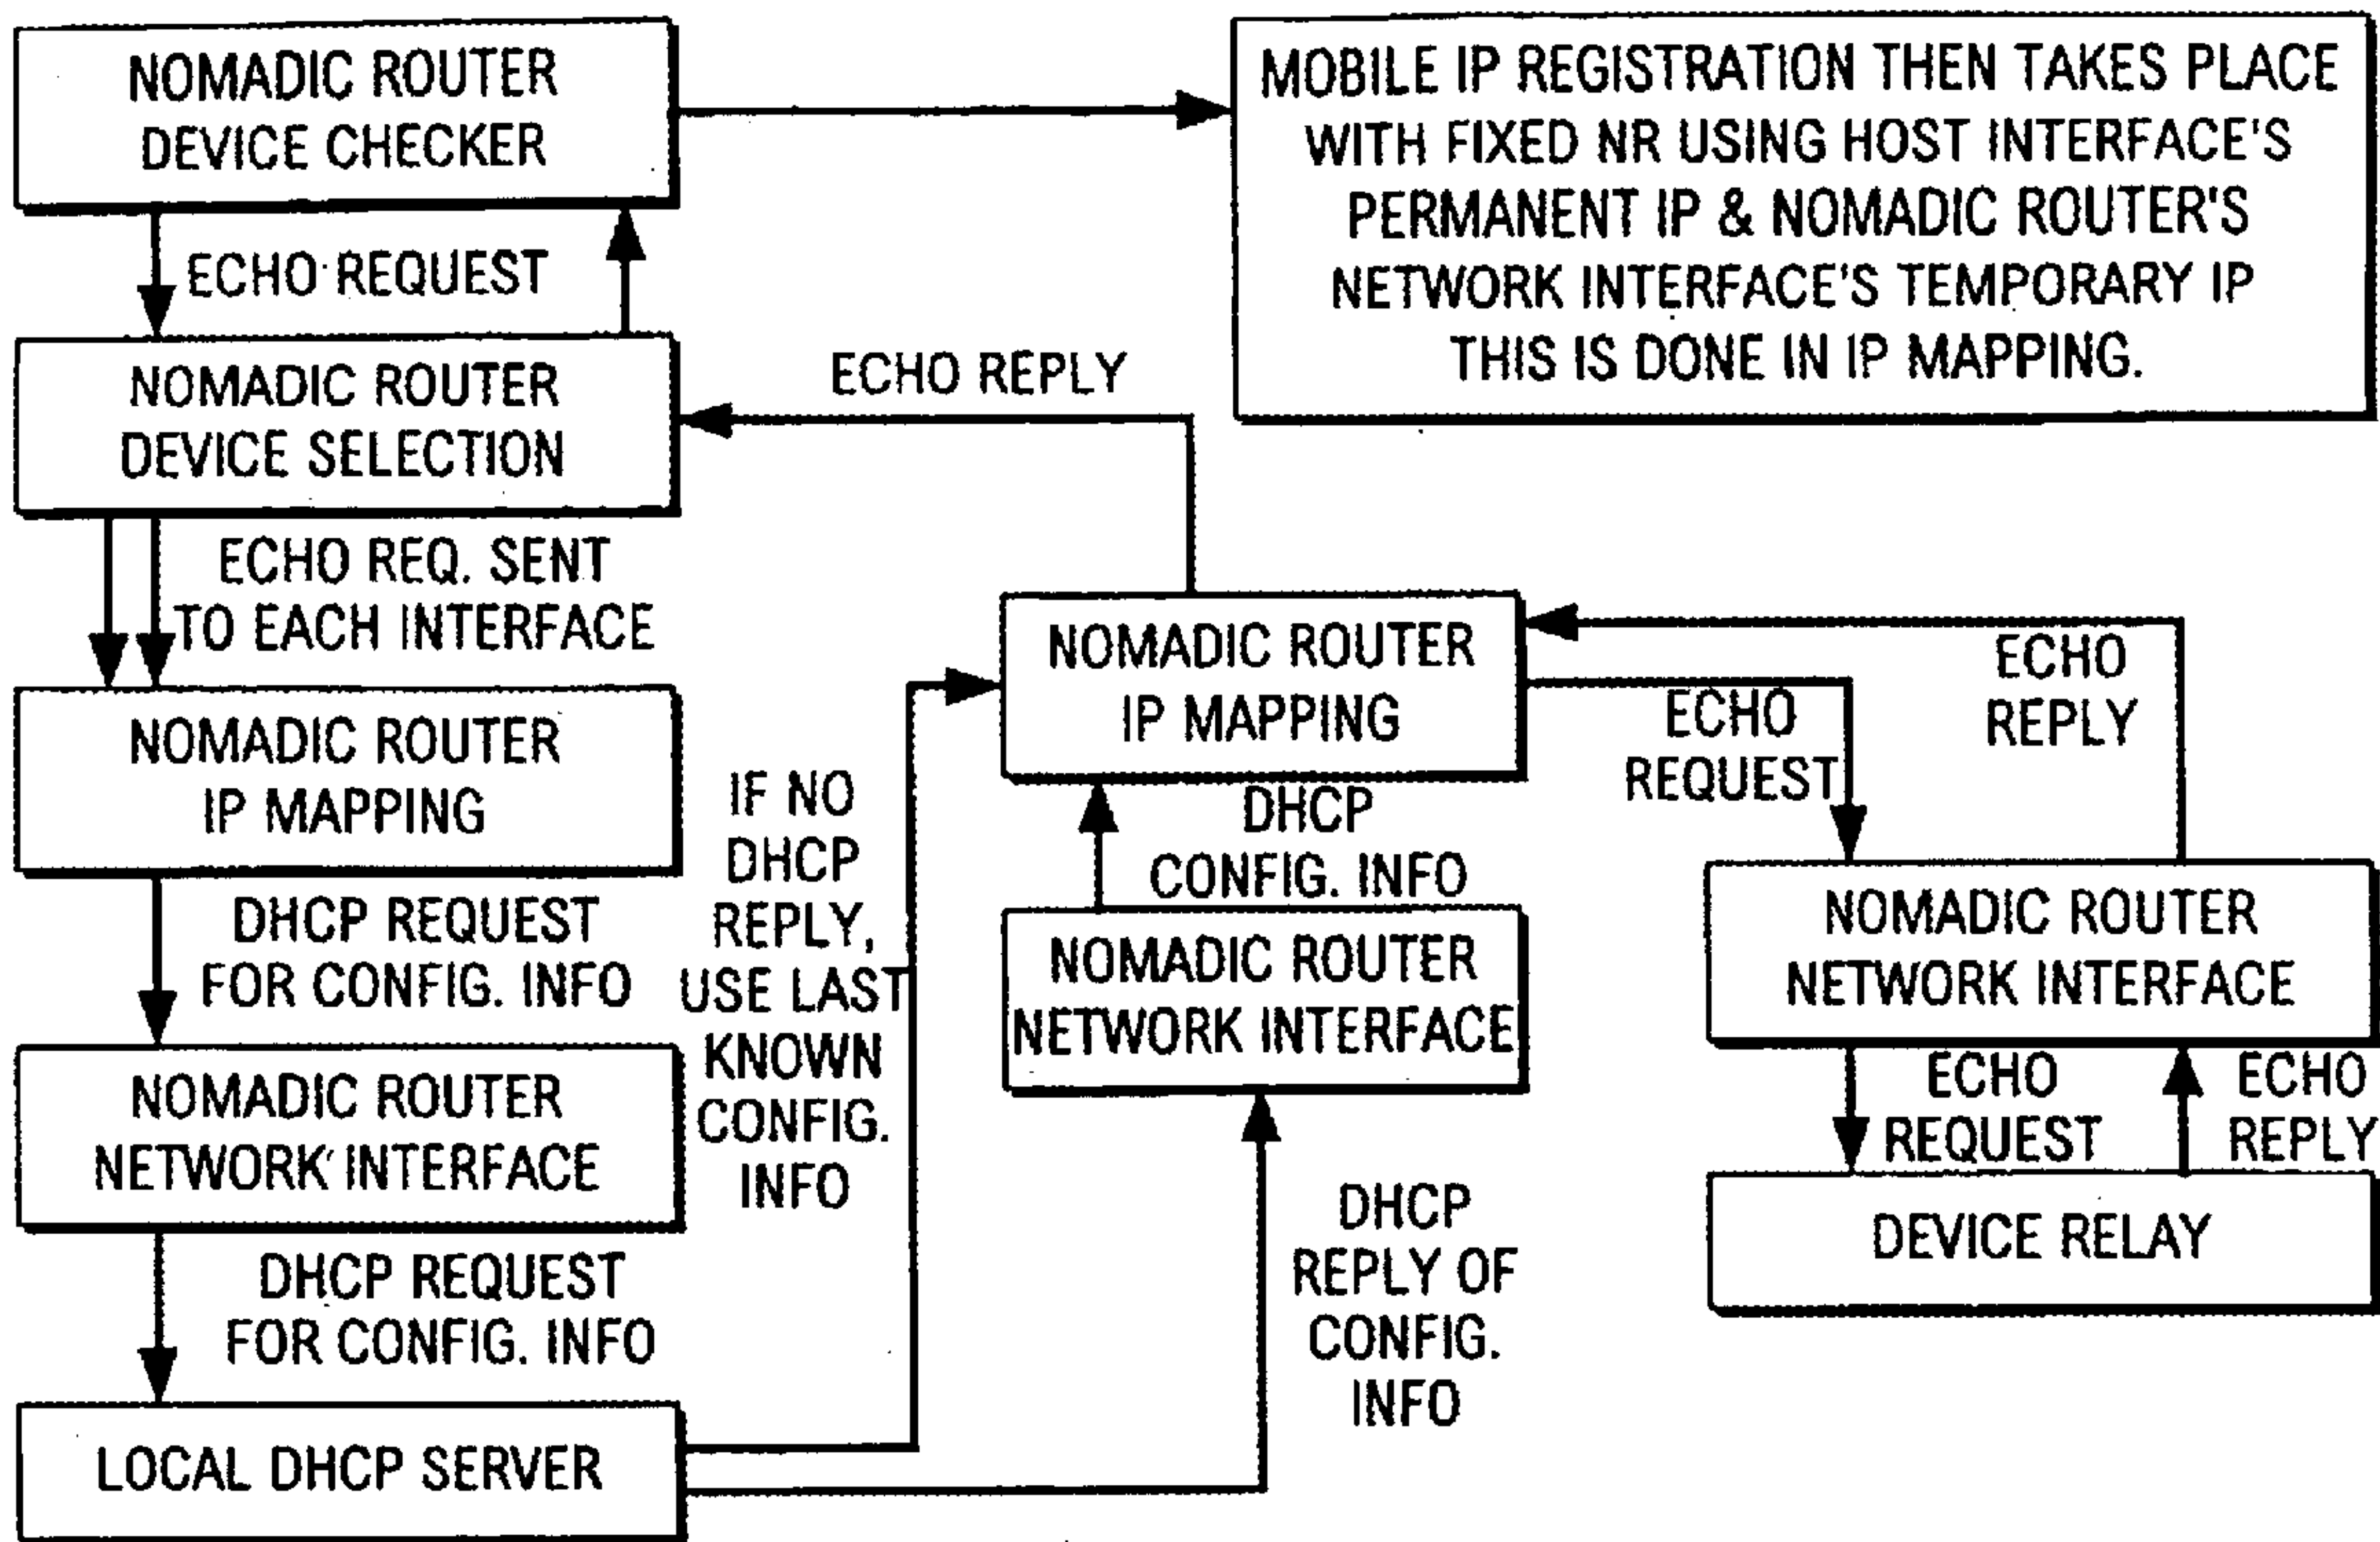 NOMADIC ROUTER
DEVICE CHECKER
MOBILE IP REGISTRATION THEN TAKES PLACE
WITH FIXED NR USING HOST INTERFACE'S
PERMANENT IP & NOMADIC ROUTER'S
NETWORK INTERFACE'S TEMPORARY IP
THIS IS DONE IN IP MAPPING.
ECHO REQUEST
NOMADIC ROUTER
DEVICE SELECTION
ECHO REPLY
ECHO REQ. SENT
TO EACH INTERFACE
NOMADIC ROUTER
IP MAPPING
DHCP REQUEST
FOR CONFIG. INFO
NOMADIC ROUTER
NETWORK INTERFACE
DHCP REQUEST
FOR CONFIG. INFO
LOCAL DHCP SERVER
IF NO
DHCP
REPLY,
USE LAST
KNOWN
CONFIG.
INFO
NOMADIC ROUTER
IP MAPPING
DHCP
CONFIG. INFO
NOMADIC ROUTER
NETWORK INTERFACE
DHCP
REPLY OF
CONFIG.
INFO
ECHO
REQUEST
ECHO
REPLY
NOMADIC ROUTER
NETWORK INTERFACE
ECHO
REQUEST
ECHO
REPLY
DEVICE RELAY